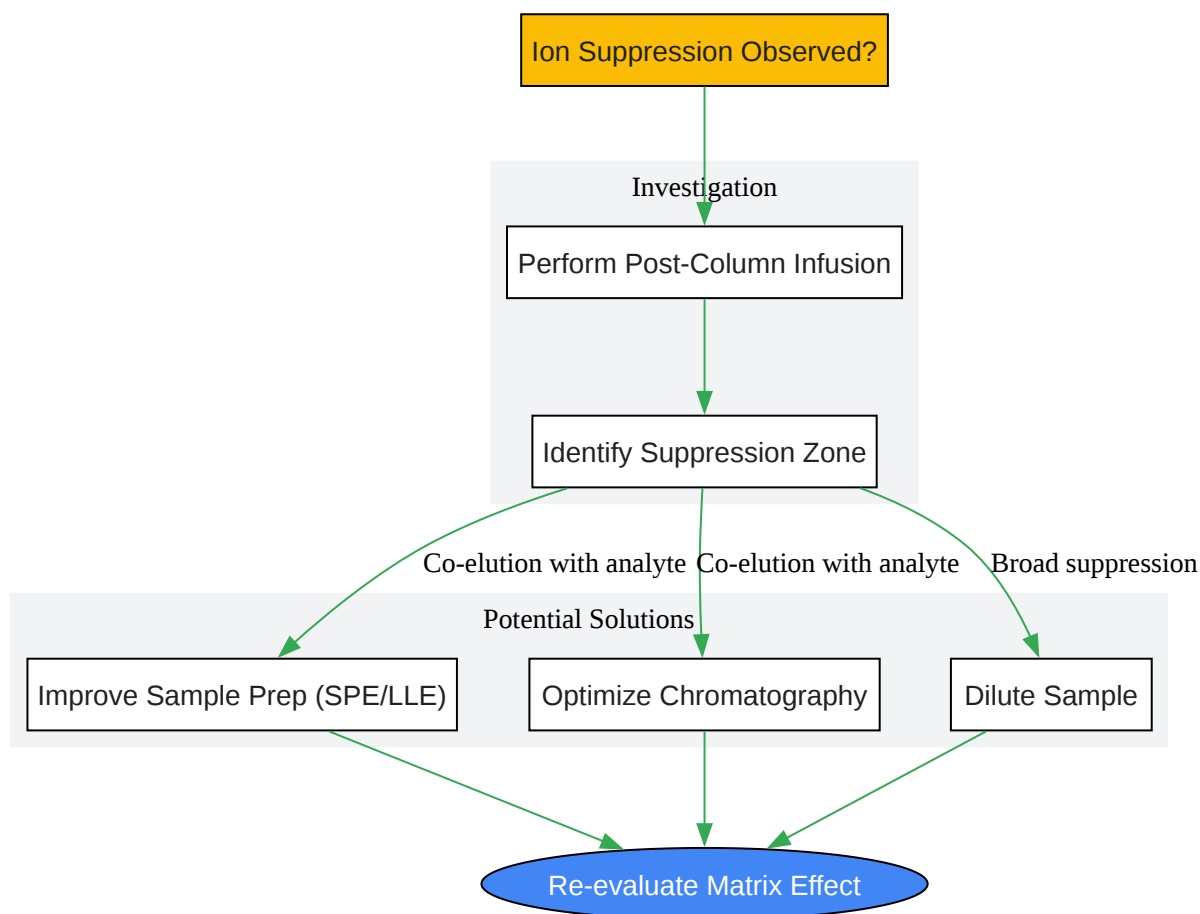 Ion Suppression Observed?
Investigation
Perform Post-Column Infusion
Identify Suppression Zone
Co-elution with analyte
Co-elution with analyte
Broad suppression
Potential Solutions
Improve Sample Prep (SPE/LLE)
Optimize Chromatography
Dilute Sample
Re-evaluate Matrix Effect